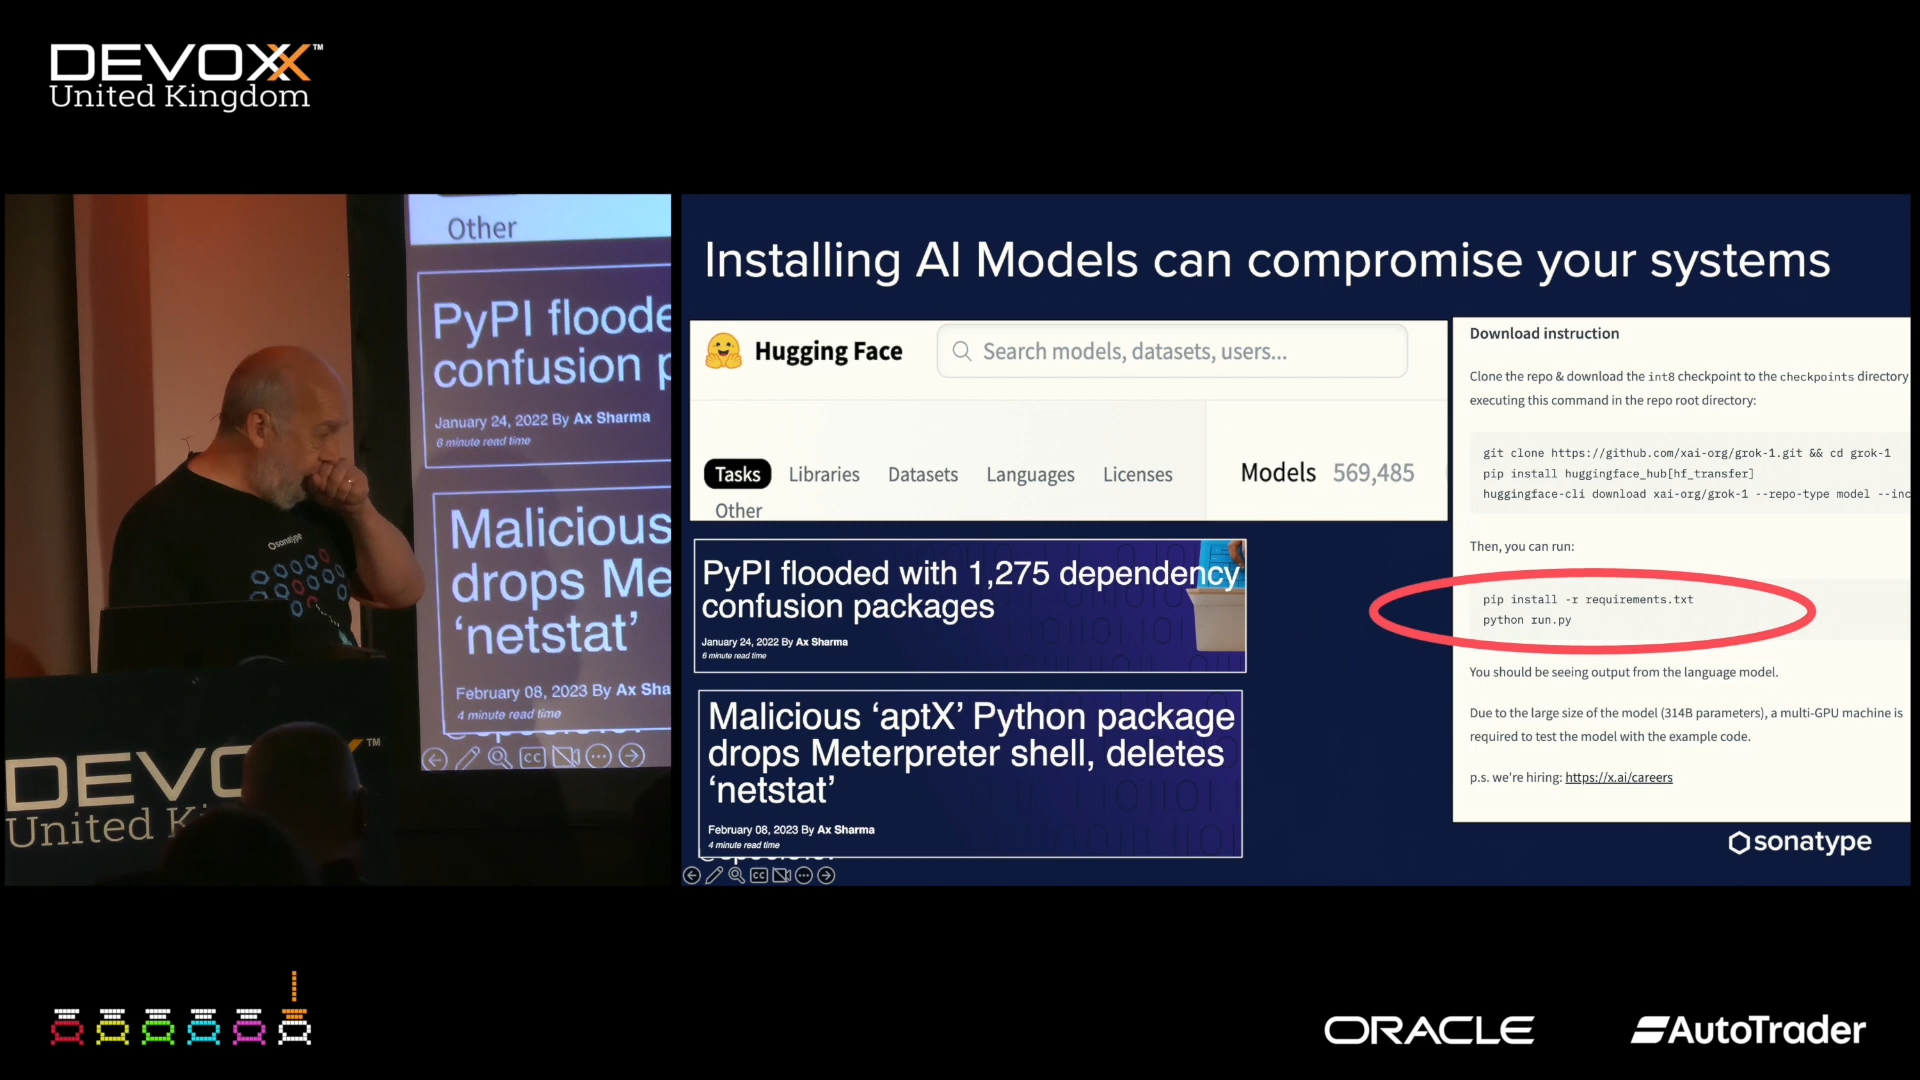 DEVOXX™
United Kingdom
Other
PyPI floode
confusion p
January 24, 2022 By Ax Sharma
6 minute read time
Malicious
drops Me
‘netstat’
February 08, 2023 By Ax Sha
4 minute read time
CC
sonatype
DEVO
™
United K
Installing AI Models can compromise your systems
Hugging Face
Search models, datasets, users...
Tasks
Libraries
Datasets
Languages
Licenses
Other
Models 569,485
PyPI flooded with 1,275 dependency
confusion packages
January 24, 2022 By Ax Sharma
6 minute read time
Malicious ‘aptX’ Python package
drops Meterpreter shell, deletes
‘netstat’
February 08, 2023 By Ax Sharma
4 minute read time
CC
Download instruction
Clone the repo & download the int8 checkpoint to the checkpoints directory
executing this command in the repo root directory:
git clone https://github.com/xai-org/grok-1.git && cd grok-1
pip install huggingface_hub[hf_transfer]
huggingface-cli download xai-org/grok-1 --repo-type model --inc
Then, you can run:
pip install -r requirements.txt
python run.py
You should be seeing output from the language model.
Due to the large size of the model (314B parameters), a multi-GPU machine is
required to test the model with the example code.
p.s. we're hiring: https://x.ai/careers
sonatype
ORACLE
AutoTrader